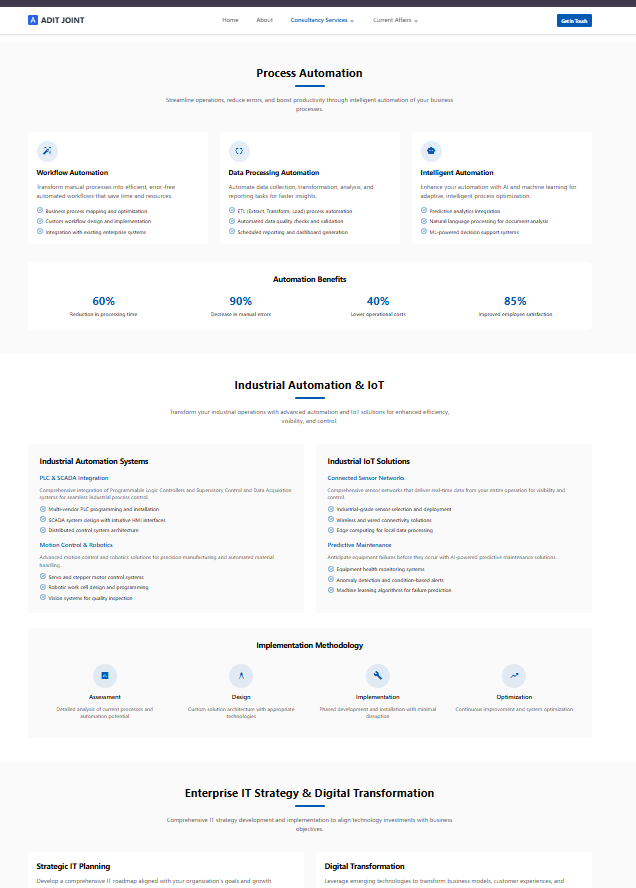 A ADIT JOINT
Home About Consultancy Services Current Affairs Get in Touch
Process Automation
Streamline operations, reduce errors, and boost productivity through intelligent automation of your business
processes.
Workflow Automation
Transform manual processes into efficient, error-free
automated workflows that save time and resources.
Business process mapping and optimization
Custom workflow design and implementation
Integration with existing enterprise systems
Data Processing Automation
Automate data collection, transformation, analysis, and
reporting tasks for faster insights.
ETL (Extract, Transform, Load) process automation
Automated data quality checks and validation
Scheduled reporting and dashboard generation
Intelligent Automation
Enhance your automation with AI and machine learning for
adaptive, intelligent process optimization.
Predictive analytics integration
Natural language processing for document analysis
ML-powered decision support systems
Automation Benefits
60%
Reduction in processing time
90%
Decrease in manual errors
40%
Lower operational costs
85%
Improved employee satisfaction
Industrial Automation & IoT
Transform your industrial operations with advanced automation and IoT solutions for enhanced efficiency,
visibility, and control.
Industrial Automation Systems
PLC & SCADA Integration
Comprehensive integration of Programmable Logic Controllers and Supervisory Control and Data Acquisition
systems for seamless industrial process control.
Multi-vendor PLC programming and installation
SCADA system design with intuitive HMI interfaces
Distributed control system architecture
Motion Control & Robotics
Advanced motion control and robotics solutions for precision manufacturing and automated material
handling.
Servo and stepper motor control systems
Robotic work cell design and programming
Vision systems for quality inspection
Industrial IoT Solutions
Connected Sensor Networks
Comprehensive sensor networks that deliver real-time data from your entire operation for visibility and
control.
Industrial-grade sensor selection and deployment
Wireless and wired connectivity solutions
Edge computing for local data processing
Predictive Maintenance
Anticipate equipment failures before they occur with AI-powered predictive maintenance solutions.
Equipment health monitoring systems
Anomaly detection and condition-based alerts
Machine learning algorithms for failure prediction
Implementation Methodology
Assessment
Detailed analysis of current processes and
automation potential
Design
Custom solution architecture with appropriate
technologies
Implementation
Phased development and installation with minimal
disruption
Optimization
Continuous improvement and system optimization
Enterprise IT Strategy & Digital Transformation
Comprehensive IT strategy development and implementation to align technology investments with business
objectives.
Strategic IT Planning
Develop a comprehensive IT roadmap aligned with your organisation's goals and growth
Digital Transformation
Leverage emerging technologies to transform business models, customer experiences, and